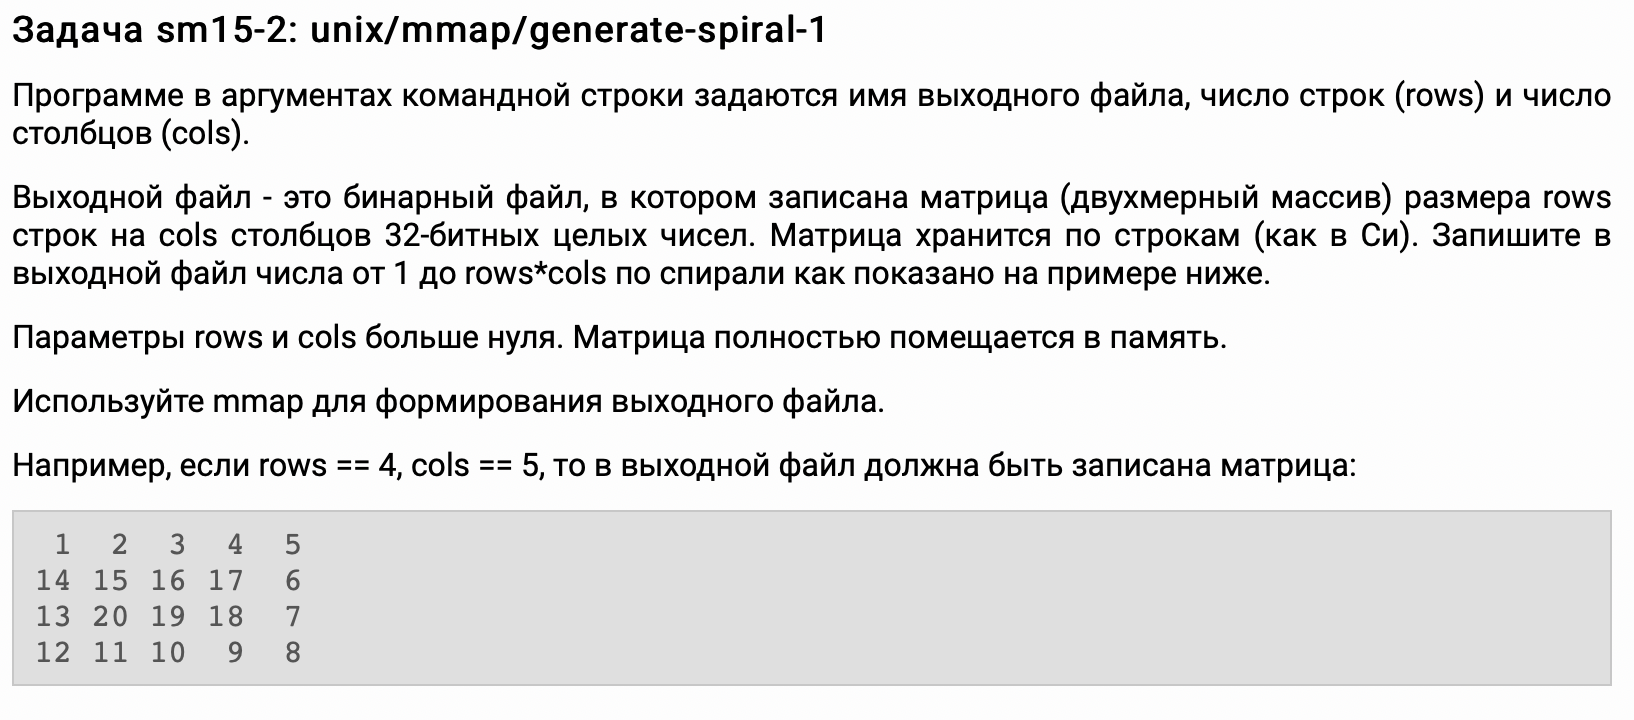 Задача sm15-2: unix/mmap/generate-spiral-1
Программе в аргументах командной строки задаются имя выходного файла, число строк (rows) и число
столбцов (cols).
Выходной файл - это бинарный файл, в котором записана матрица (двухмерный массив) размера rows
строк на cols столбцов 32-битных целых чисел. Матрица хранится по строкам (как в Си). Запишите в
выходной файл числа от 1 до rows*cols по спирали как показано на примере ниже.
Параметры rows и cols больше нуля. Матрица полностью помещается в память.
Используйте mmap для формирования выходного файла.
Например, если rows == 4, cols == 5, то в выходной файл должна быть записана матрица:
1 2 3 4 5
14 15 16 17 6
13 20 19 18 7
12 11 10 9 8